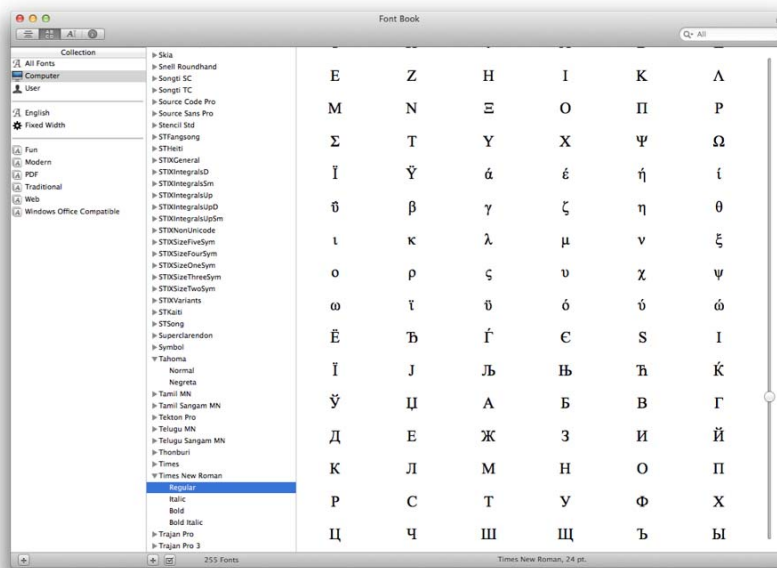 Font Book
All
Collection
All Fonts
Computer
User
English
Fixed Width
Fun
Modern
PDF
Traditional
Web
Windows Office Compatible
Skia
Snell Roundhand
Songti SC
Songti TC
Source Code Pro
Source Sans Pro
Stencil Std
STFangsong
STHeiti
STIXGeneral
STIXIntegralsD
STIXIntegralsSm
STIXIntegralsUp
STIXIntegralsUpD
STIXIntegralsUpSm
STIXNonUnicode
STIXSizeFiveSym
STIXSizeFourSym
STIXSizeOneSym
STIXSizeThreeSym
STIXSizeTwoSym
STIXVariants
STKaiti
STSong
Superclarendon
Symbol
Tahoma
Normal
Negreta
Tamil MN
Tamil Sangam MN
Tekton Pro
Telugu MN
Telugu Sangam MN
Thonburi
Times
Times New Roman
Regular
Italic
Bold
Bold Italic
Trajan Pro
Trajan Pro 3
Ε Ζ Η Ι Κ Λ
Μ Ν Ξ Ο Π Ρ
Σ Τ Υ Χ Ψ Ω
Ϊ Ϋ ά έ ή ί
ΰ β γ ζ η θ
ι κ λ μ ν ξ
ο ρ ς υ χ ψ
ω ϊ ϋ ό ύ ώ
Ё Ђ Ѓ Є Ѕ І
Ї Ј Љ Њ Ћ Ќ
Ў Џ А Б В Г
Д Е Ж З И Й
К Л М Н О П
Р С Т У Ф Х
Ц Ч Ш Щ Ъ Ы
255 Fonts
Times New Roman, 24 pt.